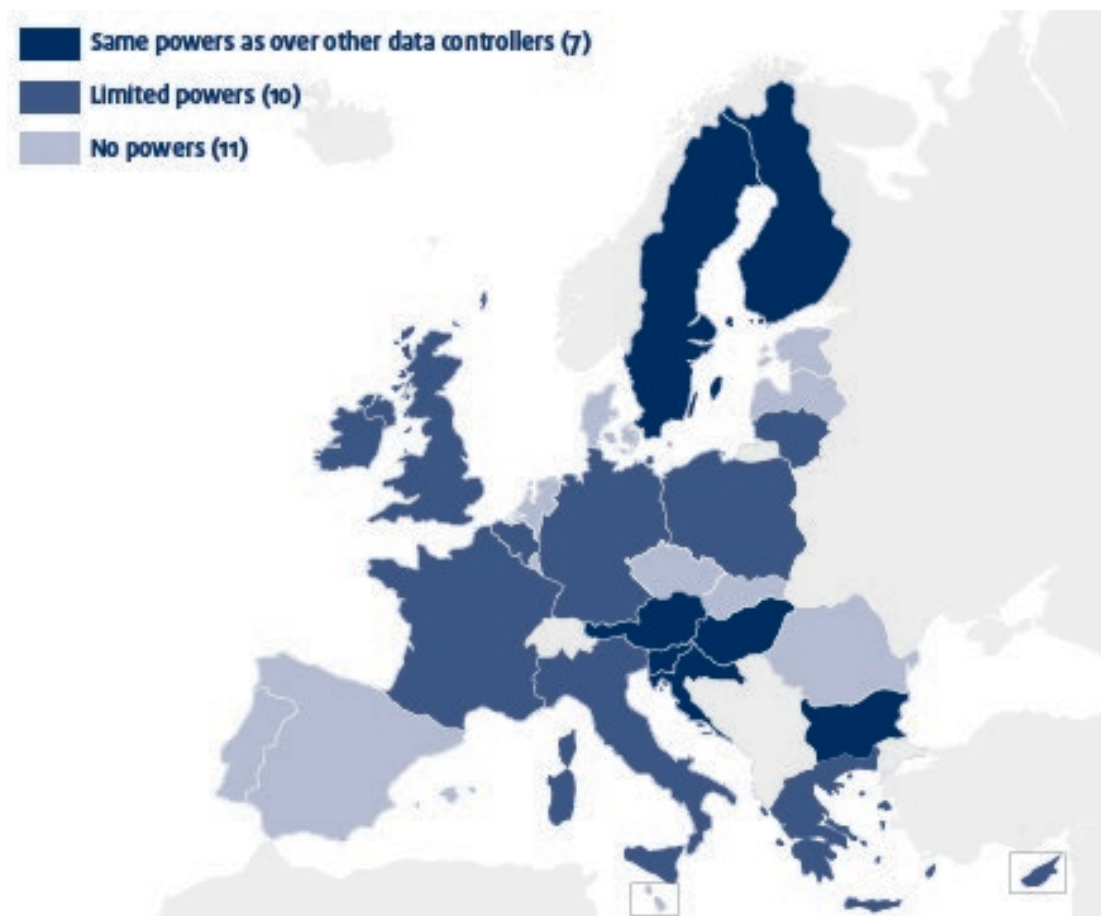 Same powers as over other data controllers (7)
Limited powers (10)
No powers (11)